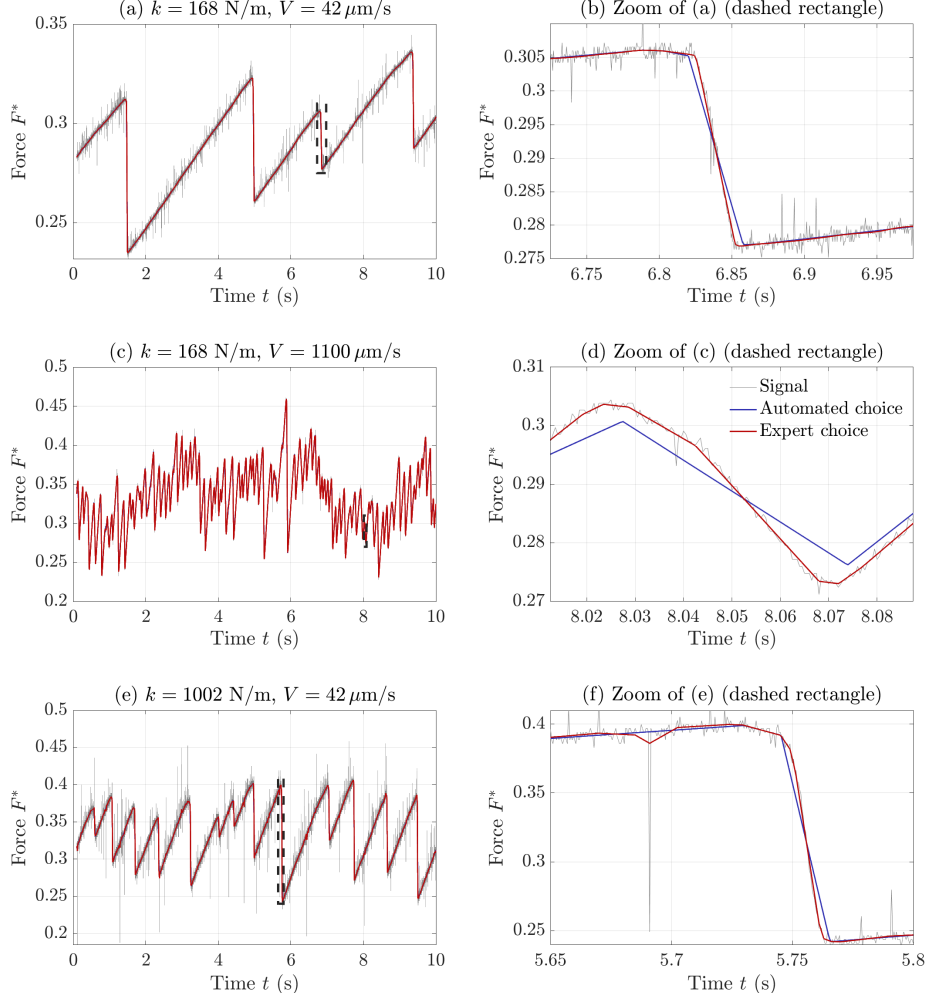 (a) k = 168 N/m, V = 42 μm/s
0.35
0.3
0.25
Force F*
0 2 4 6 8 10
Time t (s)
(b) Zoom of (a) (dashed rectangle)
0.305
0.3
0.295
0.29
0.285
0.28
0.275
Force F*
6.75 6.8 6.85 6.9 6.95
Time t (s)
(c) k = 168 N/m, V = 1100 μm/s
0.5
0.45
0.4
0.35
0.3
0.25
0.2
Force F*
0 2 4 6 8 10
Time t (s)
(d) Zoom of (c) (dashed rectangle)
0.31
0.3
0.29
0.28
0.27
Force F*
Signal
Automated choice
Expert choice
8.02 8.03 8.04 8.05 8.06 8.07 8.08
Time t (s)
(e) k = 1002 N/m, V = 42 μm/s
0.5
0.45
0.4
0.35
0.3
0.25
0.2
Force F*
0 2 4 6 8 10
Time t (s)
(f) Zoom of (e) (dashed rectangle)
0.4
0.35
0.3
0.25
Force F*
5.65 5.7 5.75 5.8
Time t (s)